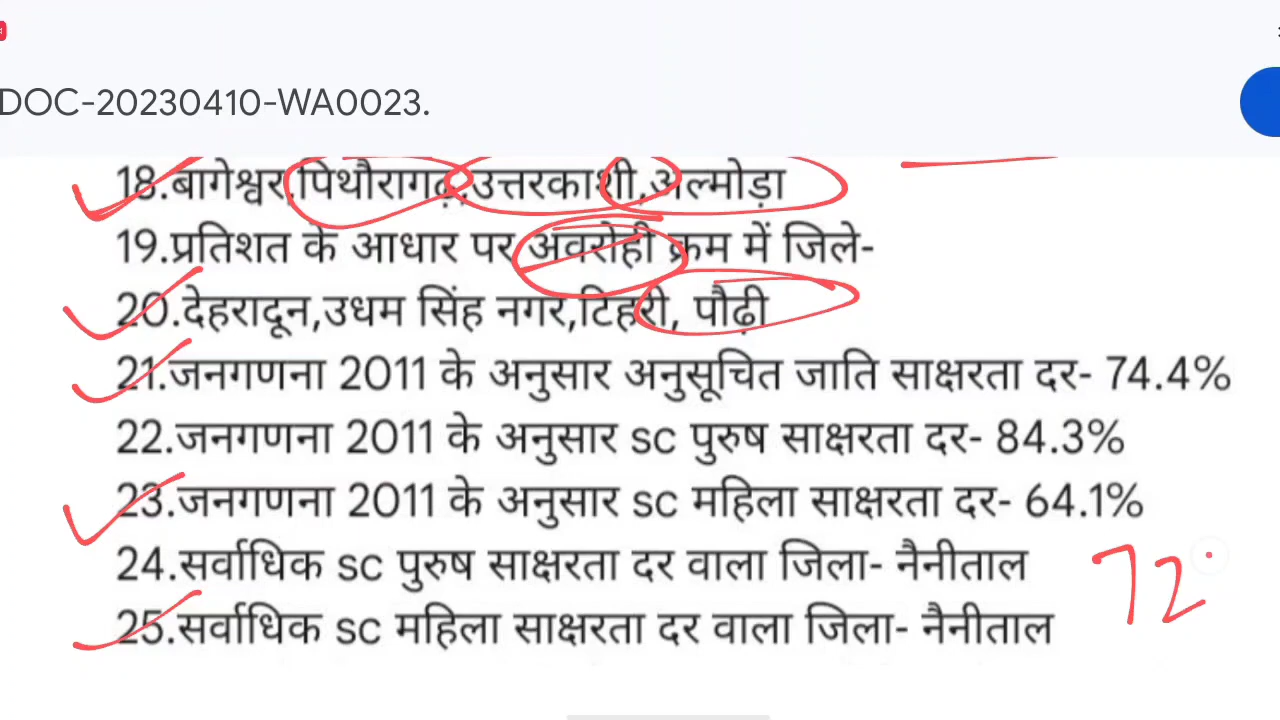 DOC-20230410-WA0023.
18.बागेश्वर,पिथौरागढ़,उत्तरकाशी,अल्मोड़ा
19.प्रतिशत के आधार पर अवरोही क्रम में जिले-
20.देहरादून,उधम सिंह नगर,टिहरी, पौढ़ी
21.जनगणना 2011 के अनुसार अनुसूचित जाति साक्षरता दर- 74.4%
22.जनगणना 2011 के अनुसार sc पुरुष साक्षरता दर- 84.3%
23.जनगणना 2011 के अनुसार sc महिला साक्षरता दर- 64.1%
24.सर्वाधिक sc पुरुष साक्षरता दर वाला जिला- नैनीताल
25.सर्वाधिक sc महिला साक्षरता दर वाला जिला- नैनीताल
72